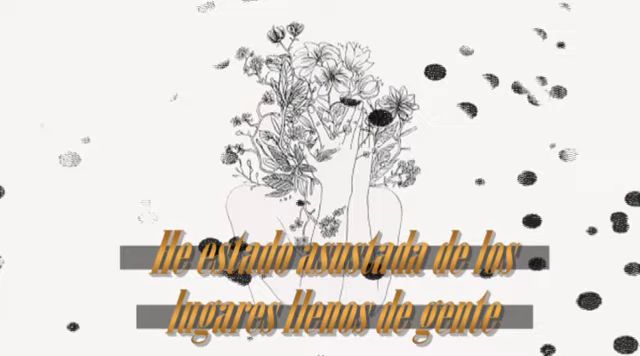 He estado asustada de los
lugares llenos de gente